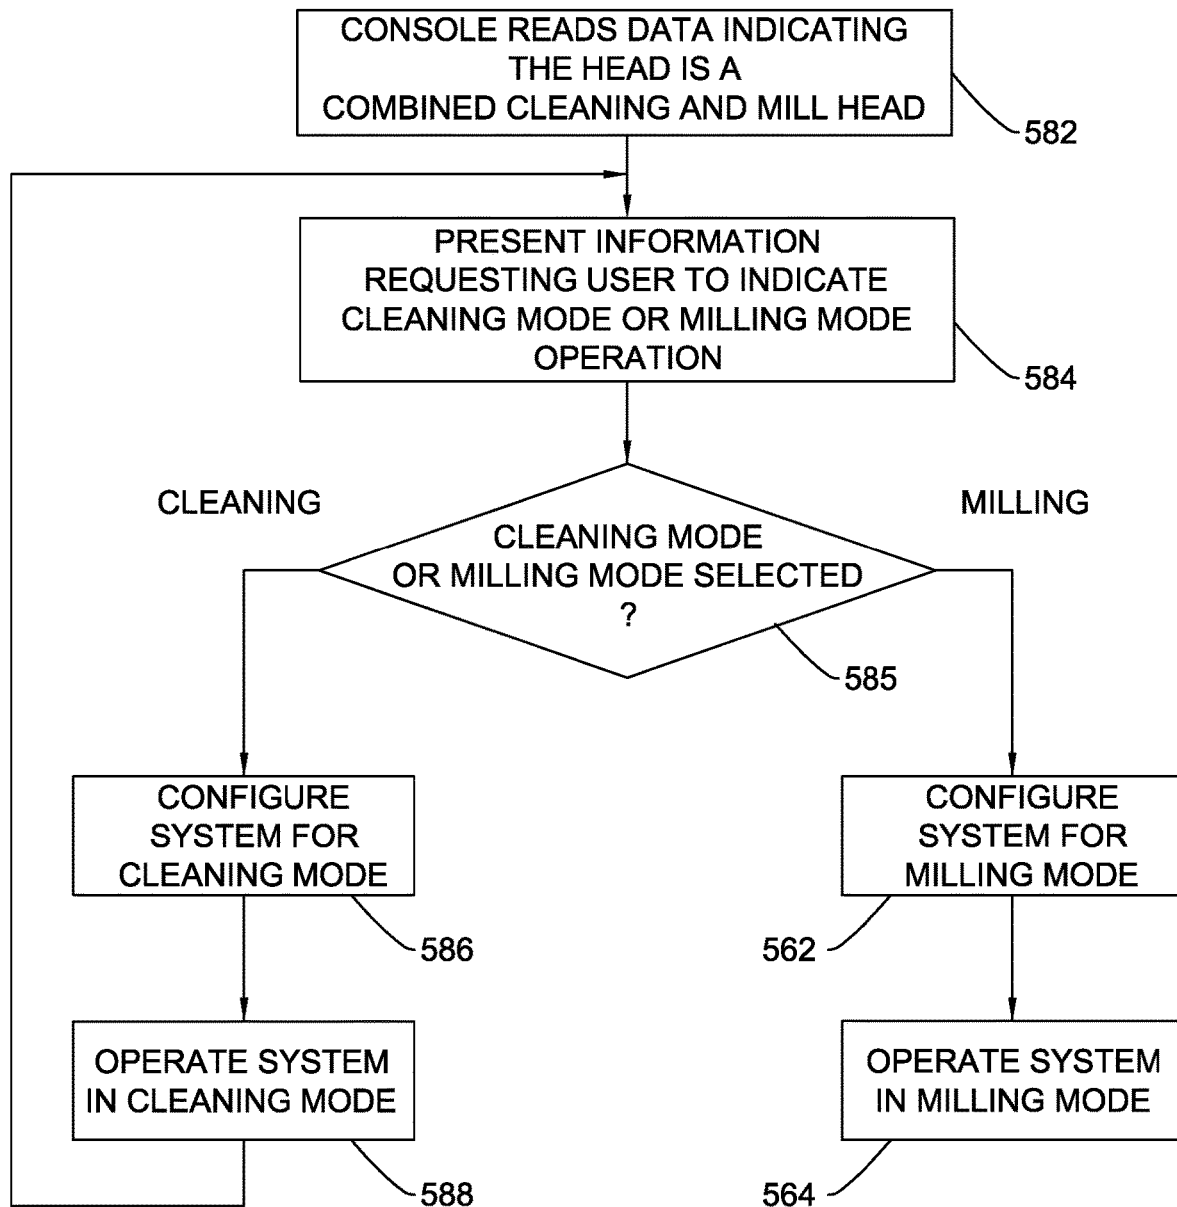 CONSOLE READS DATA INDICATING
THE HEAD IS A
COMBINED CLEANING AND MILL HEAD
582
PRESENT INFORMATION
REQUESTING USER TO INDICATE
CLEANING MODE OR MILLING MODE
OPERATION
584
CLEANING
MILLING
CLEANING MODE
OR MILLING MODE SELECTED
?
585
CONFIGURE
SYSTEM FOR
CLEANING MODE
586
CONFIGURE
SYSTEM FOR
MILLING MODE
562
OPERATE SYSTEM
IN CLEANING MODE
588
OPERATE SYSTEM
IN MILLING MODE
564